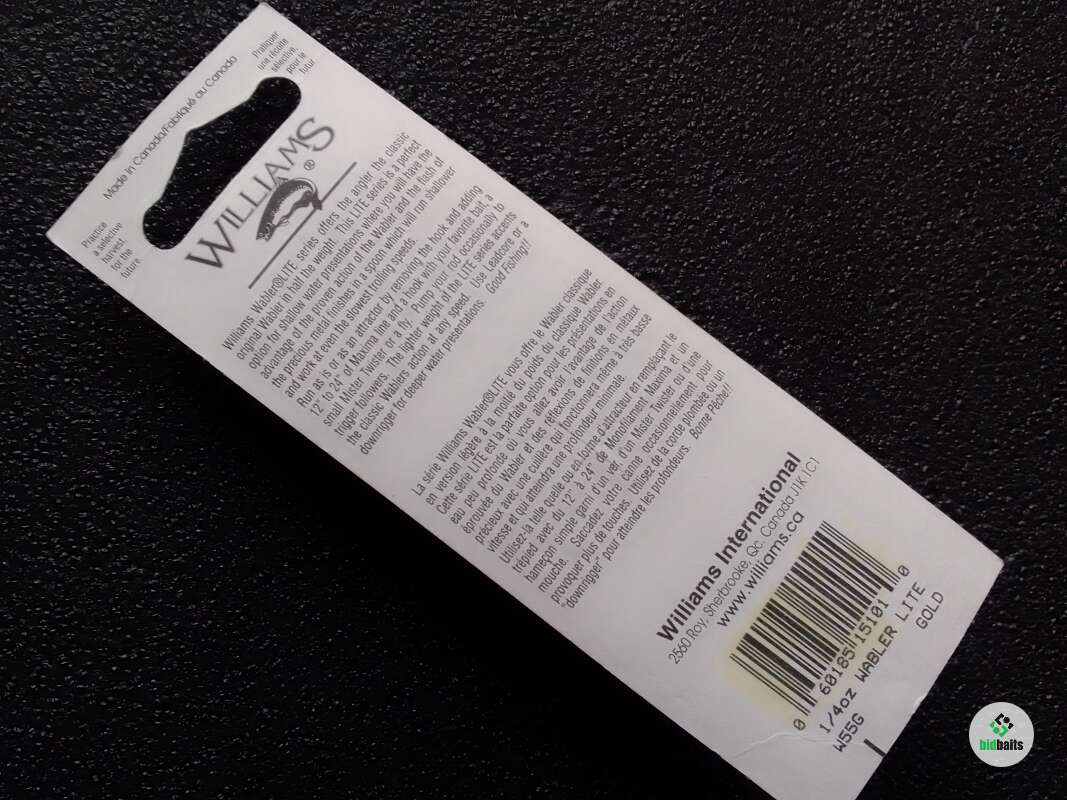 Made in Canada/Fabriqué au Canada
Pratiquer
une récolte
sélective,
pour le
futur
Practice
a selective
harvest,
for the
future
WILLIAMS®
Williams Wabler®LITE series offers the angler the classic
original Wabler in half the weight. This LITE series is a perfect
option for shallow water presentations where you will have the
advantage of the proven action of the Wabler and the flash of
the precious metal finishes in a spoon which will run shallower
and work at even the slowest trolling speeds.
Run as is or as an attractor by removing the hook and adding
12" to 24" of Maxima line and a hook with your favorite bait, a
small Mister Twister or a fly. Pump your rod occasionally to
trigger followers. The lighter weight of the LITE series accents
the classic Wablers action at any speed. Use Leadcore or a
downrigger for deeper water presentations. Good Fishing!!
La série Williams Wabler®LITE vous offre le Wabler classique
en version légère à la moitié du poids du classique Wabler
Cette série LITE est la parfaite option pour les présentations en
eau peu profonde où vous allez avoir l'avantage de l'action
éprouvée du Wabler et des réflexions de finitions en métaux
précieux avec une cuillère qui fonctionnera même à très basse
vitesse et qui atteindra une profondeur minimale.
Utilisez-la telle quelle ou en forme d'atracteur en remplaçant le
trépied avec du 12" à 24" de Monofilment Maxima et un
hameçon simple garni d'un ver, d'un Mister Twister ou d'une
mouche. Saccadez votre canne occasionnellement pour
provoquer plus de touches. Utilisez de la corde plombée ou un
"downrigger" pour atteindre les profondeurs. Bonne Pêche!!
Williams International
2560 Roy, Sherbrooke, Qc. Canada J1K 1C1
www.williams.ca
0 60185 15101 0
1/4oz WABLER LITE
W55G GOLD
bidbaits